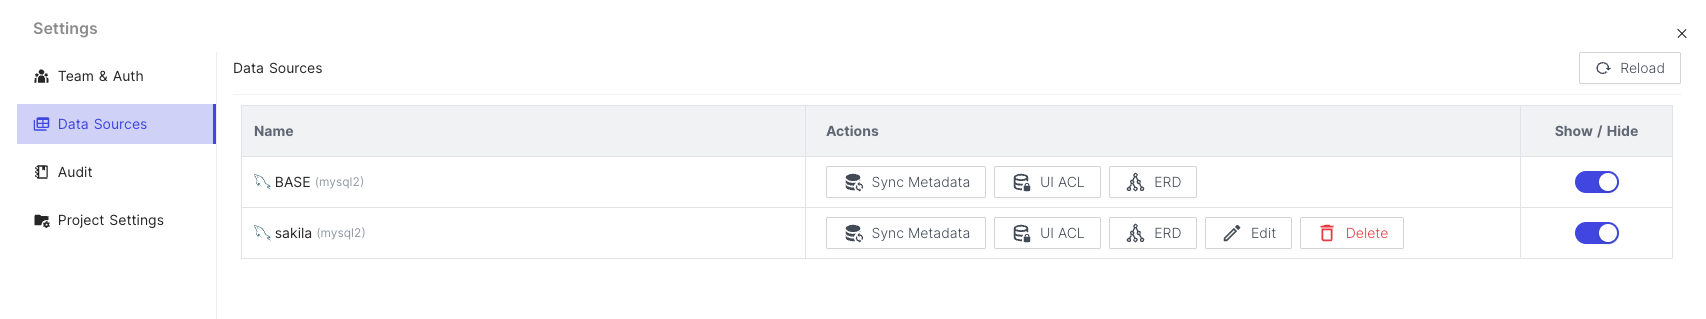 Settings
Team & Auth
Data Sources
Audit
Project Settings
Data Sources
Reload
Name Actions Show / Hide
BASE (mysql2) Sync Metadata UI ACL ERD
sakila (mysql2) Sync Metadata UI ACL ERD Edit Delete